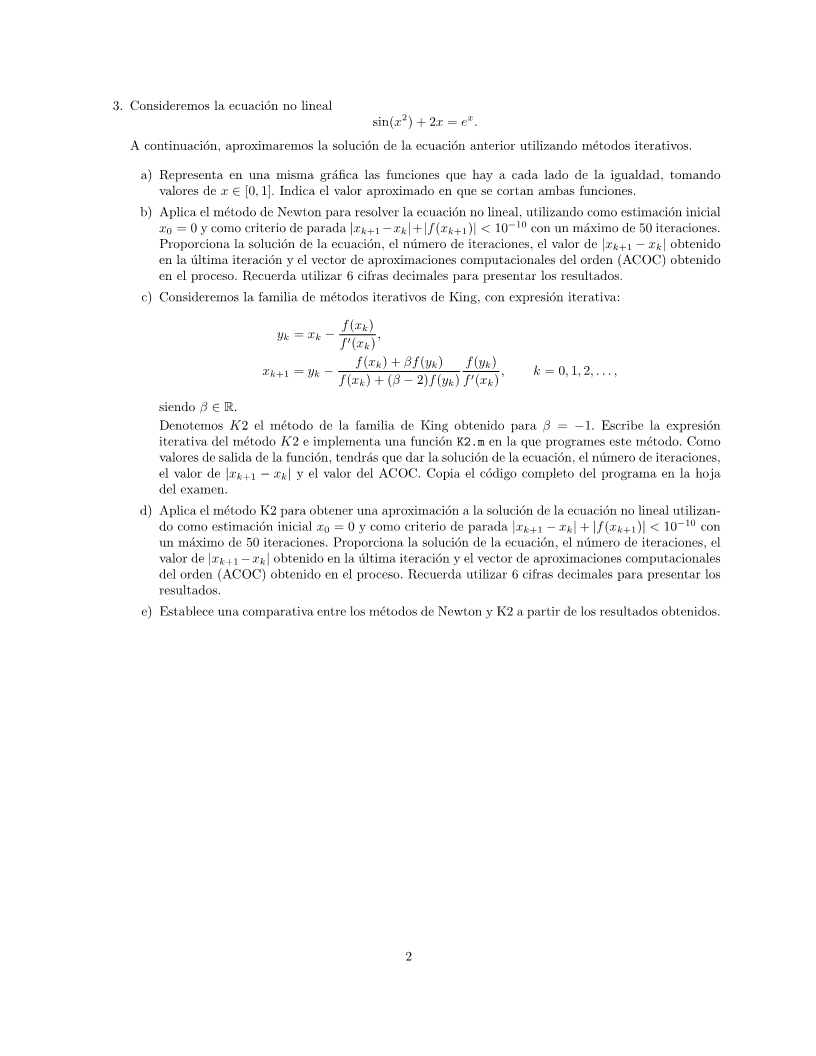 3. Consideremos la ecuación no lineal
sin(x²) + 2x = eˣ.
A continuación, aproximaremos la solución de la ecuación anterior utilizando métodos iterativos.
a) Representa en una misma gráfica las funciones que hay a cada lado de la igualdad, tomando
valores de x ∈ [0, 1]. Indica el valor aproximado en que se cortan ambas funciones.
b) Aplica el método de Newton para resolver la ecuación no lineal, utilizando como estimación inicial
x₀ = 0 y como criterio de parada |xₖ₊₁−xₖ|+|f(xₖ₊₁)| < 10⁻¹⁰ con un máximo de 50 iteraciones.
Proporciona la solución de la ecuación, el número de iteraciones, el valor de |xₖ₊₁ − xₖ| obtenido
en la última iteración y el vector de aproximaciones computacionales del orden (ACOC) obtenido
en el proceso. Recuerda utilizar 6 cifras decimales para presentar los resultados.
c) Consideremos la familia de métodos iterativos de King, con expresión iterativa:
yₖ = xₖ − f(xₖ)/f′(xₖ),
xₖ₊₁ = yₖ − (f(xₖ) + βf(yₖ))/(f(xₖ) + (β − 2)f(yₖ)) f(yₖ)/f′(xₖ), k = 0, 1, 2, . . . ,
siendo β ∈ ℝ.
Denotemos K2 el método de la familia de King obtenido para β = −1. Escribe la expresión
iterativa del método K2 e implementa una función K2.m en la que programes este método. Como
valores de salida de la función, tendrás que dar la solución de la ecuación, el número de iteraciones,
el valor de |xₖ₊₁ − xₖ| y el valor del ACOC. Copia el código completo del programa en la hoja
del examen.
d) Aplica el método K2 para obtener una aproximación a la solución de la ecuación no lineal utilizan-
do como estimación inicial x₀ = 0 y como criterio de parada |xₖ₊₁ − xₖ| + |f(xₖ₊₁)| < 10⁻¹⁰ con
un máximo de 50 iteraciones. Proporciona la solución de la ecuación, el número de iteraciones, el
valor de |xₖ₊₁−xₖ| obtenido en la última iteración y el vector de aproximaciones computacionales
del orden (ACOC) obtenido en el proceso. Recuerda utilizar 6 cifras decimales para presentar los
resultados.
e) Establece una comparativa entre los métodos de Newton y K2 a partir de los resultados obtenidos.
2